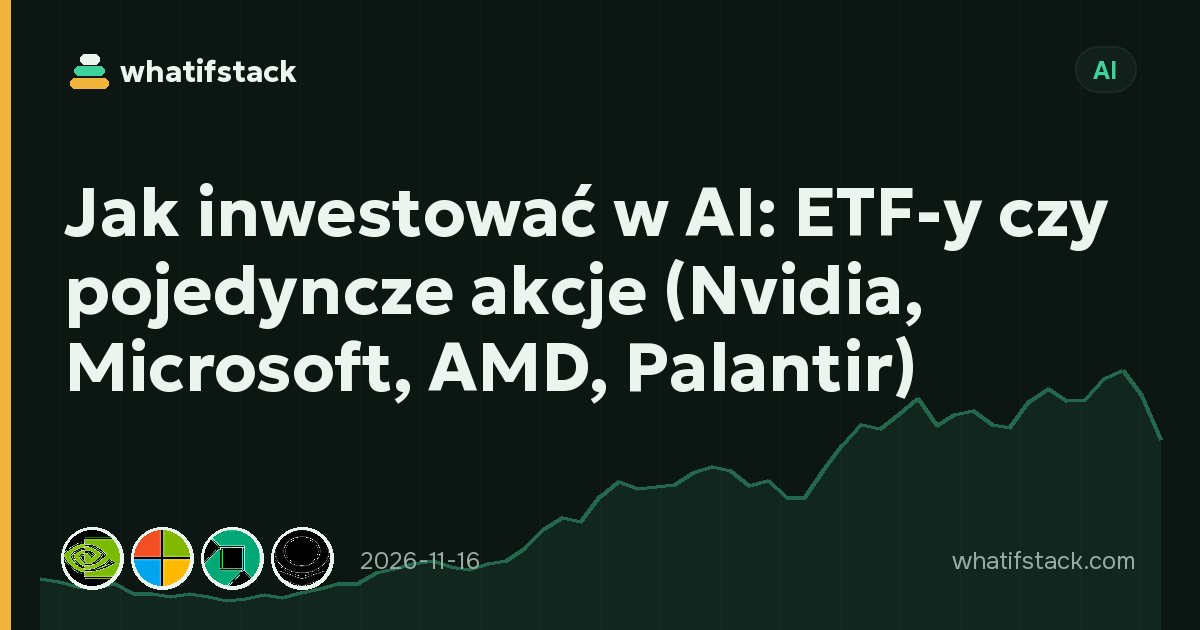 whatifstack
AI
Jak inwestować w AI: ETF-y czy
pojedyncze akcje (Nvidia,
Microsoft, AMD, Palantir)
2026-11-16
whatifstack.com